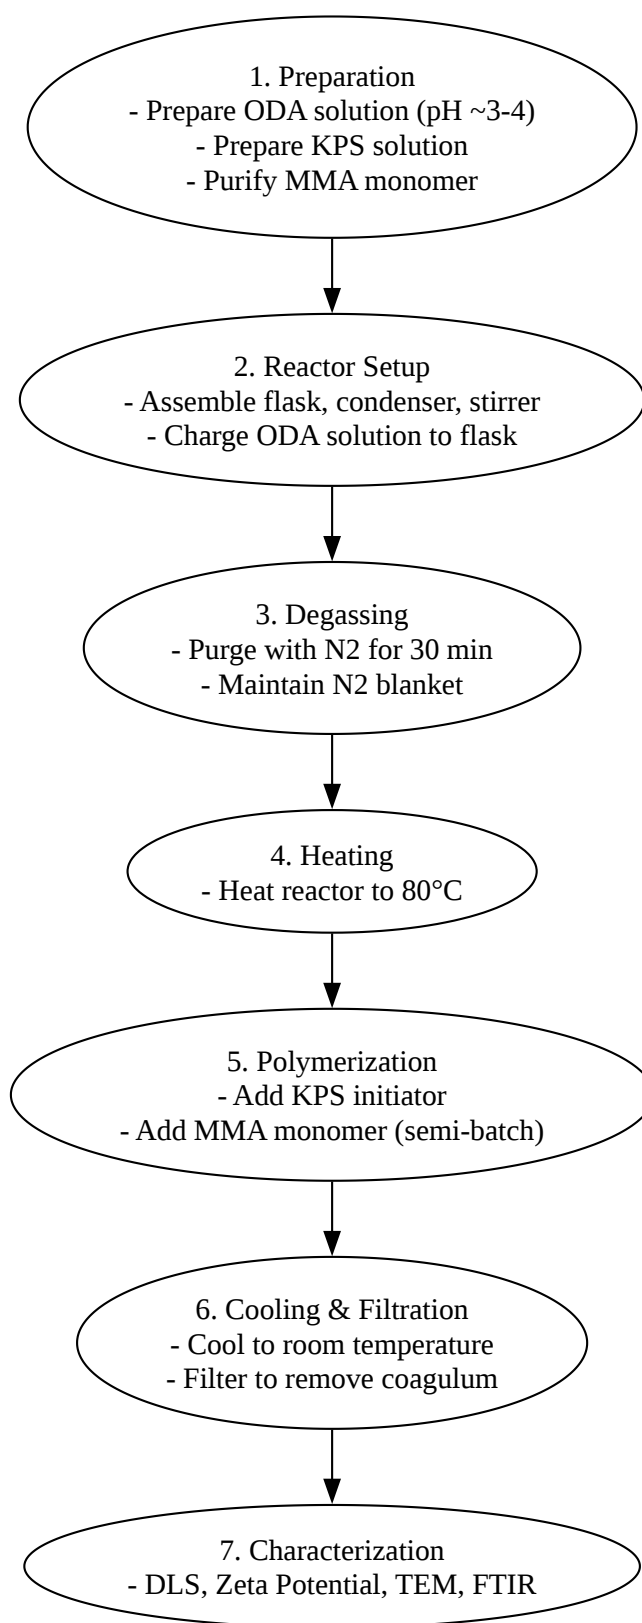 1. Preparation
- Prepare ODA solution (pH ~3-4)
- Prepare KPS solution
- Purify MMA monomer
2. Reactor Setup
- Assemble flask, condenser, stirrer
- Charge ODA solution to flask
3. Degassing
- Purge with N2 for 30 min
- Maintain N2 blanket
4. Heating
- Heat reactor to 80°C
5. Polymerization
- Add KPS initiator
- Add MMA monomer (semi-batch)
6. Cooling & Filtration
- Cool to room temperature
- Filter to remove coagulum
7. Characterization
- DLS, Zeta Potential, TEM, FTIR